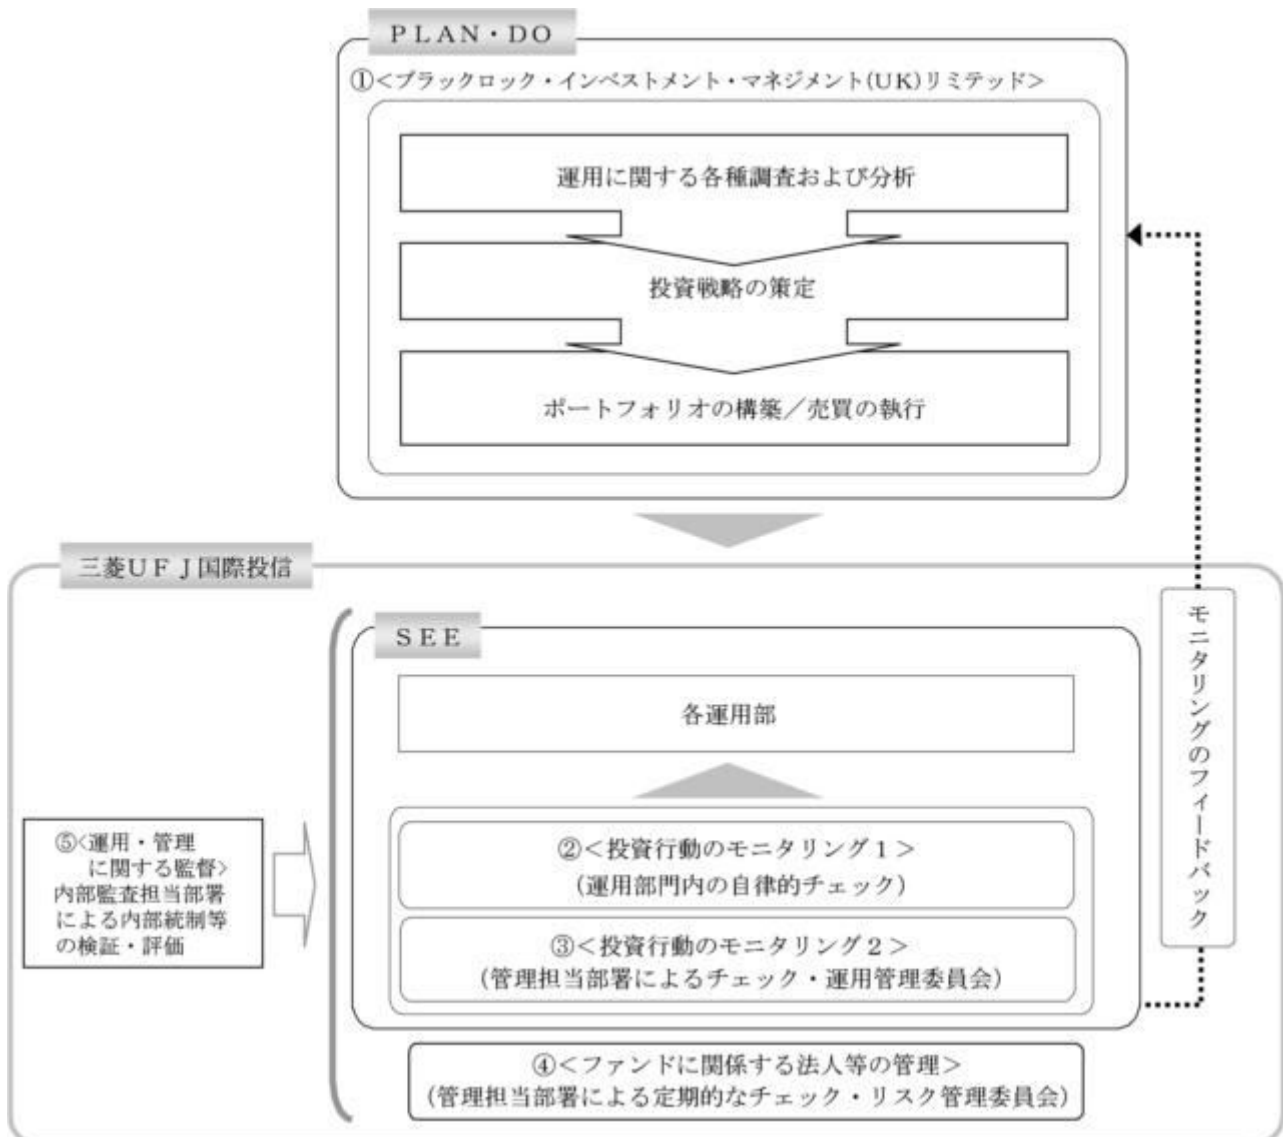 ＰＬＡＮ・ＤＯ
①＜ブラックロック・インベストメント・マネジメント(ＵＫ)リミテッド＞
運用に関する各種調査および分析
投資戦略の策定
ポートフォリオの構築／売買の執行
三菱ＵＦＪ国際投信
ＳＥＥ
各運用部
②＜投資行動のモニタリング１＞
（運用部門内の自律的チェック）
③＜投資行動のモニタリング２＞
（管理担当部署によるチェック・運用管理委員会）
④＜ファンドに関係する法人等の管理＞
（管理担当部署による定期的なチェック・リスク管理委員会）
⑤<運用・管理
に関する監督>
内部監査担当部署
による内部統制等
の検証・評価
モニタリングのフィードバック